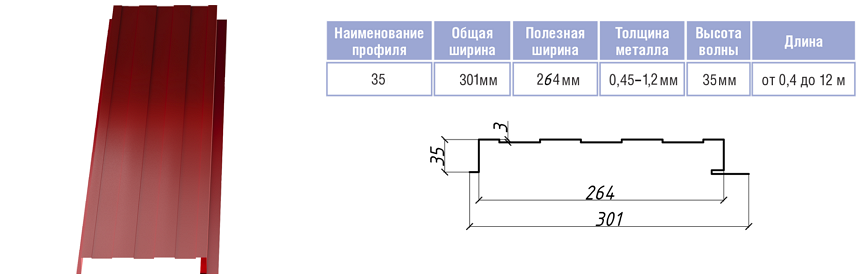 Наименование профиля
Общая ширина
Полезная ширина
Толщина металла
Высота волны
Длина
35
301мм
264мм
0,45–1,2мм
35мм
от 0,4 до 12 м
3
35
264
301